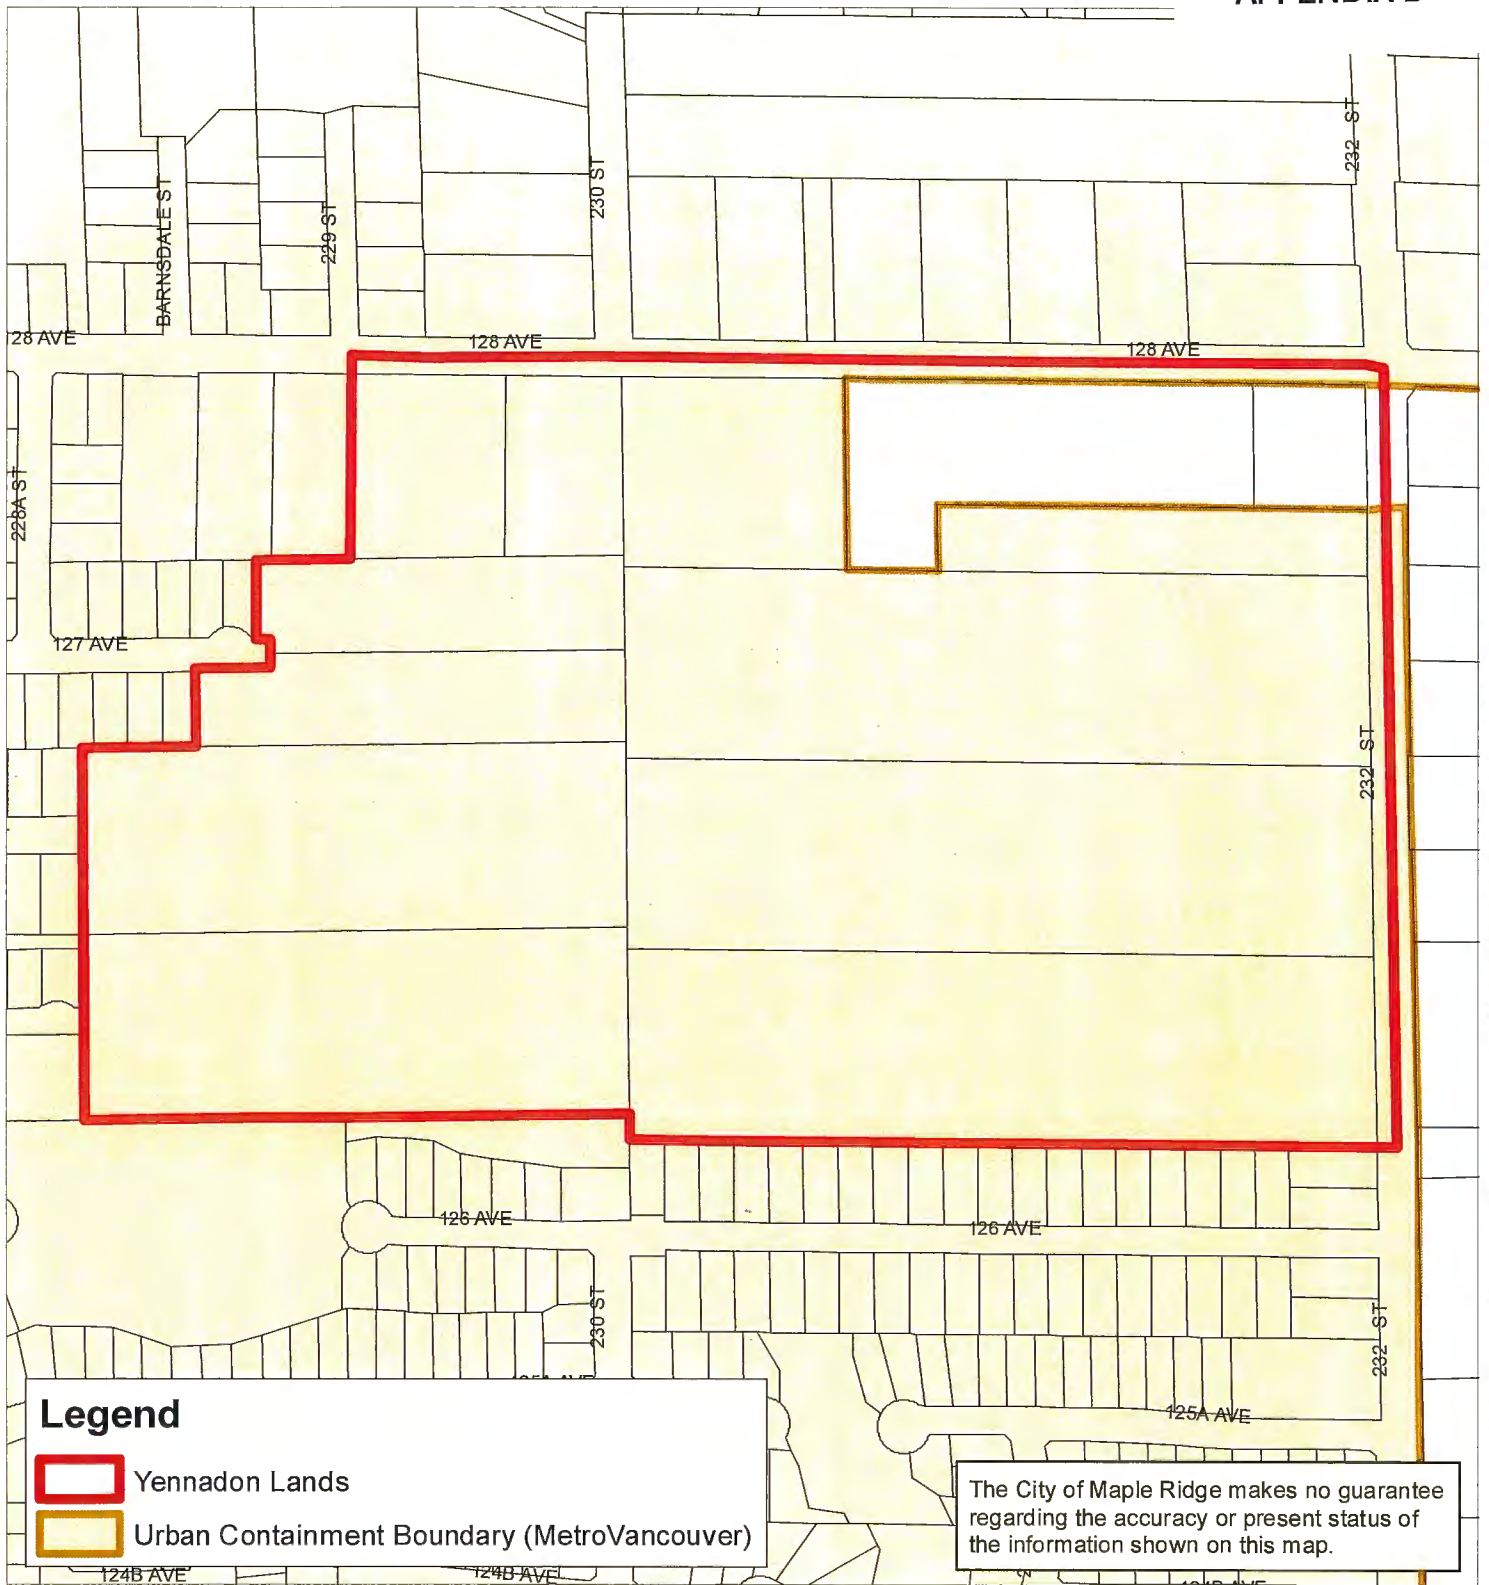 232 ST
230 ST
BARNSDALE ST
229 ST
28 AVE
128 AVE
128 AVE
228A ST
127 AVE
232 ST
126 AVE
126 AVE
230 ST
232 ST
125A AVE
Legend
Yennadon Lands
Urban Containment Boundary (MetroVancouver)
The City of Maple Ridge makes no guarantee
regarding the accuracy or present status of
the information shown on this map.
124B AVE
124B AVE